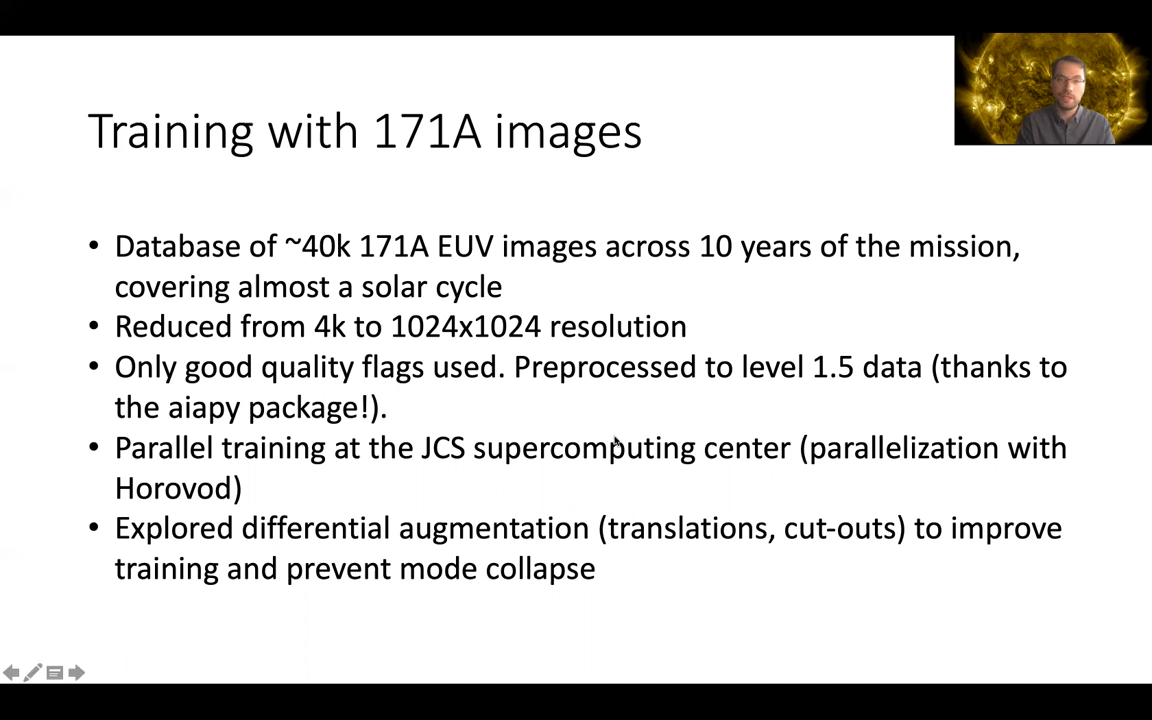 Training with 171A images
• Database of ~40k 171A EUV images across 10 years of the mission,
covering almost a solar cycle
• Reduced from 4k to 1024x1024 resolution
• Only good quality flags used. Preprocessed to level 1.5 data (thanks to
the aiapy package!).
• Parallel training at the JCS supercomputing center (parallelization with
Horovod)
• Explored differential augmentation (translations, cut-outs) to improve
training and prevent mode collapse